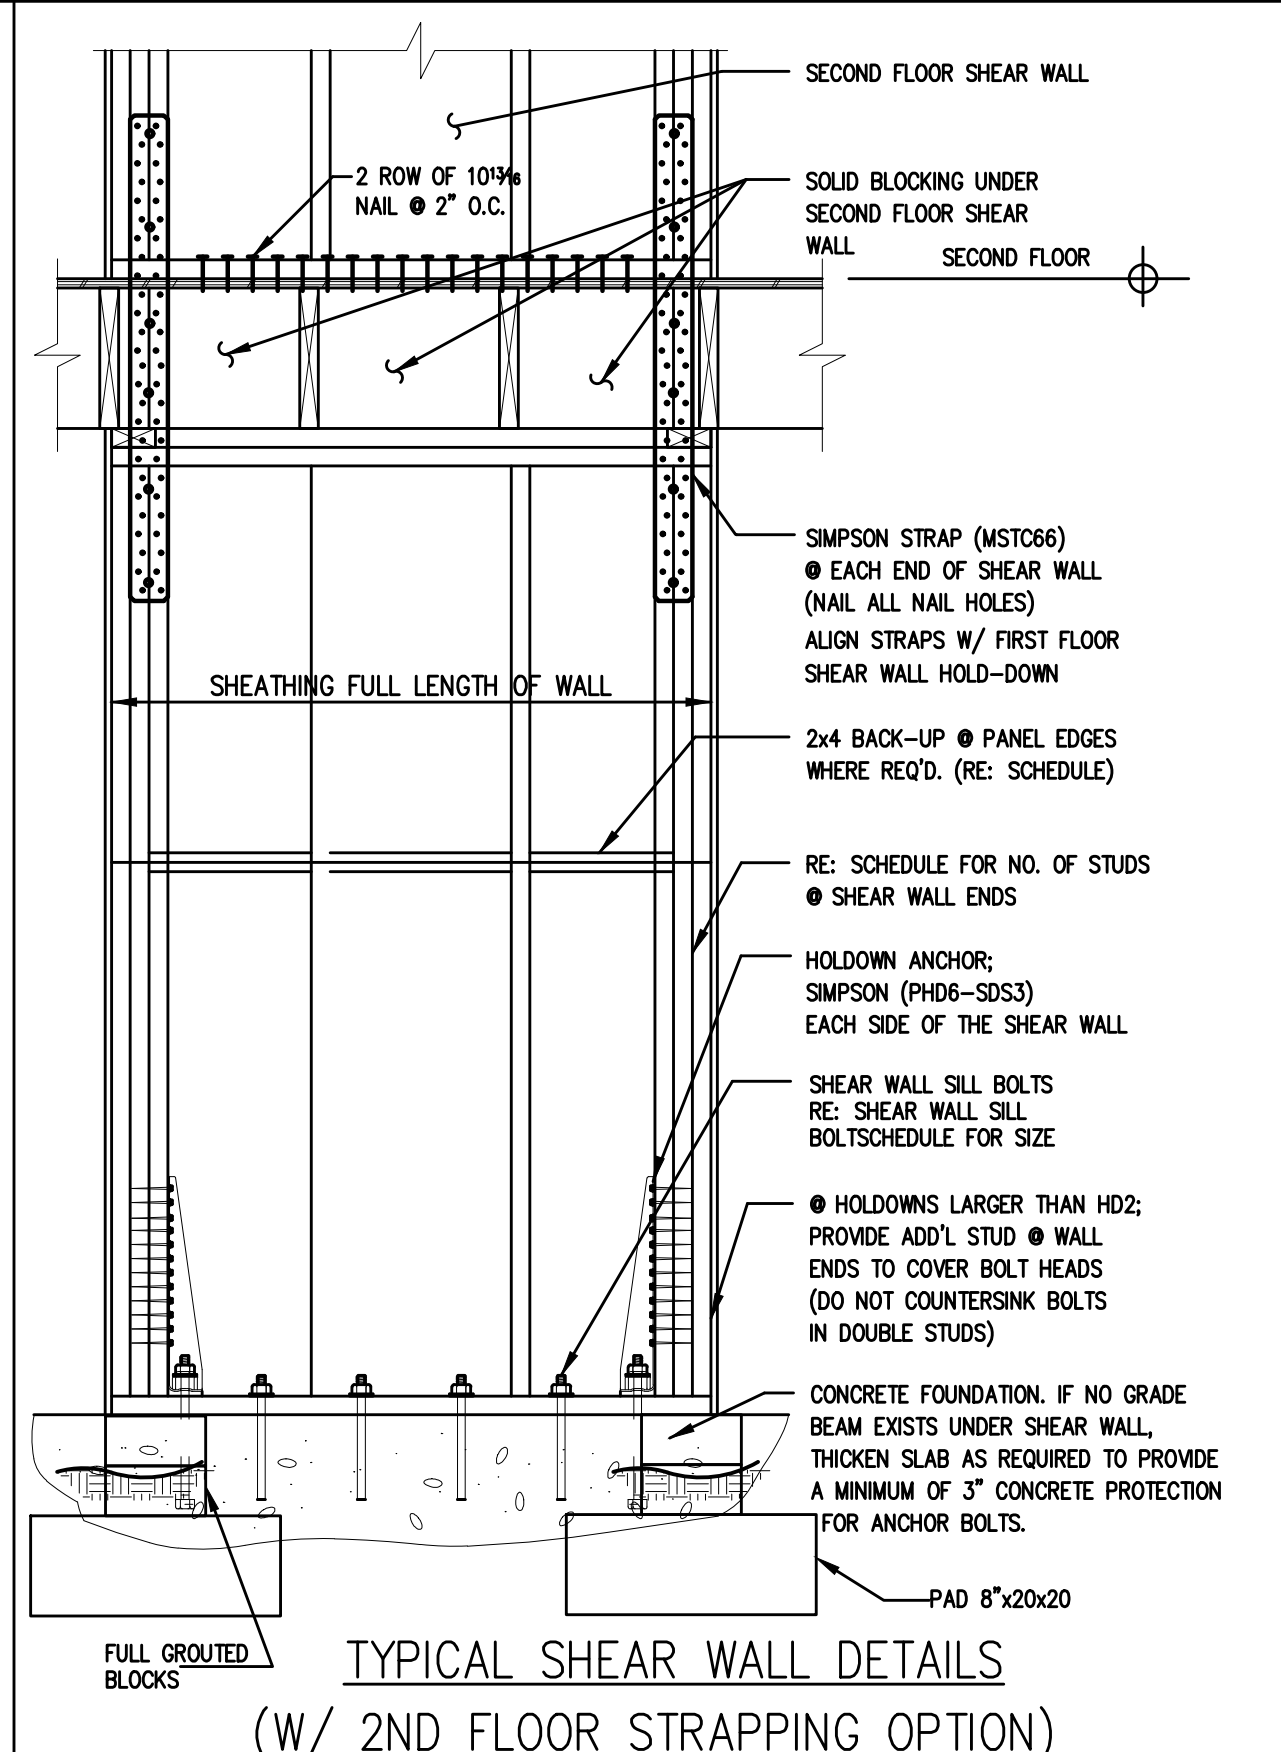 SECOND FLOOR SHEAR WALL
2 ROW OF 10 13/16
NAIL @ 2" O.C.
SOLID BLOCKING UNDER
SECOND FLOOR SHEAR
WALL
SECOND FLOOR
SIMPSON STRAP (MSTC66)
@ EACH END OF SHEAR WALL
(NAIL ALL NAIL HOLES)
ALIGN STRAPS W/ FIRST FLOOR
SHEAR WALL HOLD-DOWN
SHEATHING FULL LENGTH OF WALL
2x4 BACK-UP @ PANEL EDGES
WHERE REQ'D. (RE: SCHEDULE)
RE: SCHEDULE FOR NO. OF STUDS
@ SHEAR WALL ENDS
HOLDOWN ANCHOR;
SIMPSON (PHD6-SDS3)
EACH SIDE OF THE SHEAR WALL
SHEAR WALL SILL BOLTS
RE: SHEAR WALL SILL
BOLTSCHEDULE FOR SIZE
@ HOLDOWNS LARGER THAN HD2;
PROVIDE ADD'L STUD @ WALL
ENDS TO COVER BOLT HEADS
(DO NOT COUNTERSINK BOLTS
IN DOUBLE STUDS)
CONCRETE FOUNDATION. IF NO GRADE
BEAM EXISTS UNDER SHEAR WALL,
THICKEN SLAB AS REQUIRED TO PROVIDE
A MINIMUM OF 3" CONCRETE PROTECTION
FOR ANCHOR BOLTS.
PAD 8"x20x20
FULL GROUTED
BLOCKS
TYPICAL SHEAR WALL DETAILS
(W/ 2ND FLOOR STRAPPING OPTION)